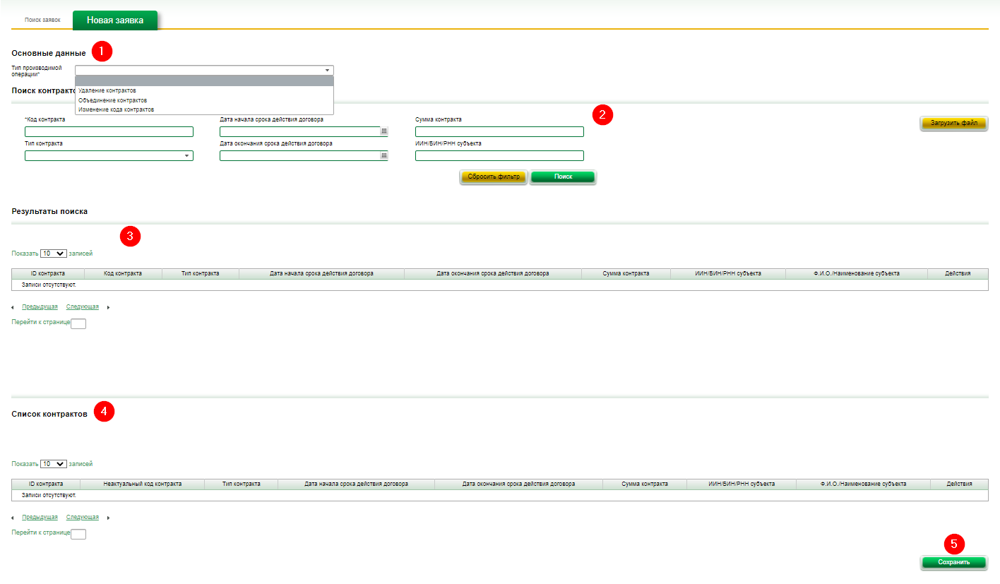 Поиск заявок Новая заявка
Основные данные 1
Тип производимой
операции*
Удаление контрактов
Объединение контрактов
Изменение кода контрактов
Поиск контракто
2
*Код контракта Дата начала срока действия договора Сумма контракта
Загрузить файл
Тип контракта Дата окончания срока действия договора ИИН/БИН/РНН субъекта
Сбросить фильтр Поиск
Результаты поиска
3
Показать 10 записей
ID контракта Код контракта Тип контракта Дата начала срока действия договора Дата окончания срока действия договора Сумма контракта ИИН/БИН/РНН субъекта Ф.И.О./Наименование субъекта Действия
Записи отсутствуют.
Предыдущая Следующая
Перейти к странице
Список контрактов 4
Показать 10 записей
ID контракта Неактуальный код контракта Тип контракта Дата начала срока действия договора Дата окончания срока действия договора Сумма контракта ИИН/БИН/РНН субъекта Ф.И.О./Наименование субъекта Действия
Записи отсутствуют.
Предыдущая Следующая
Перейти к странице
5
Сохранить